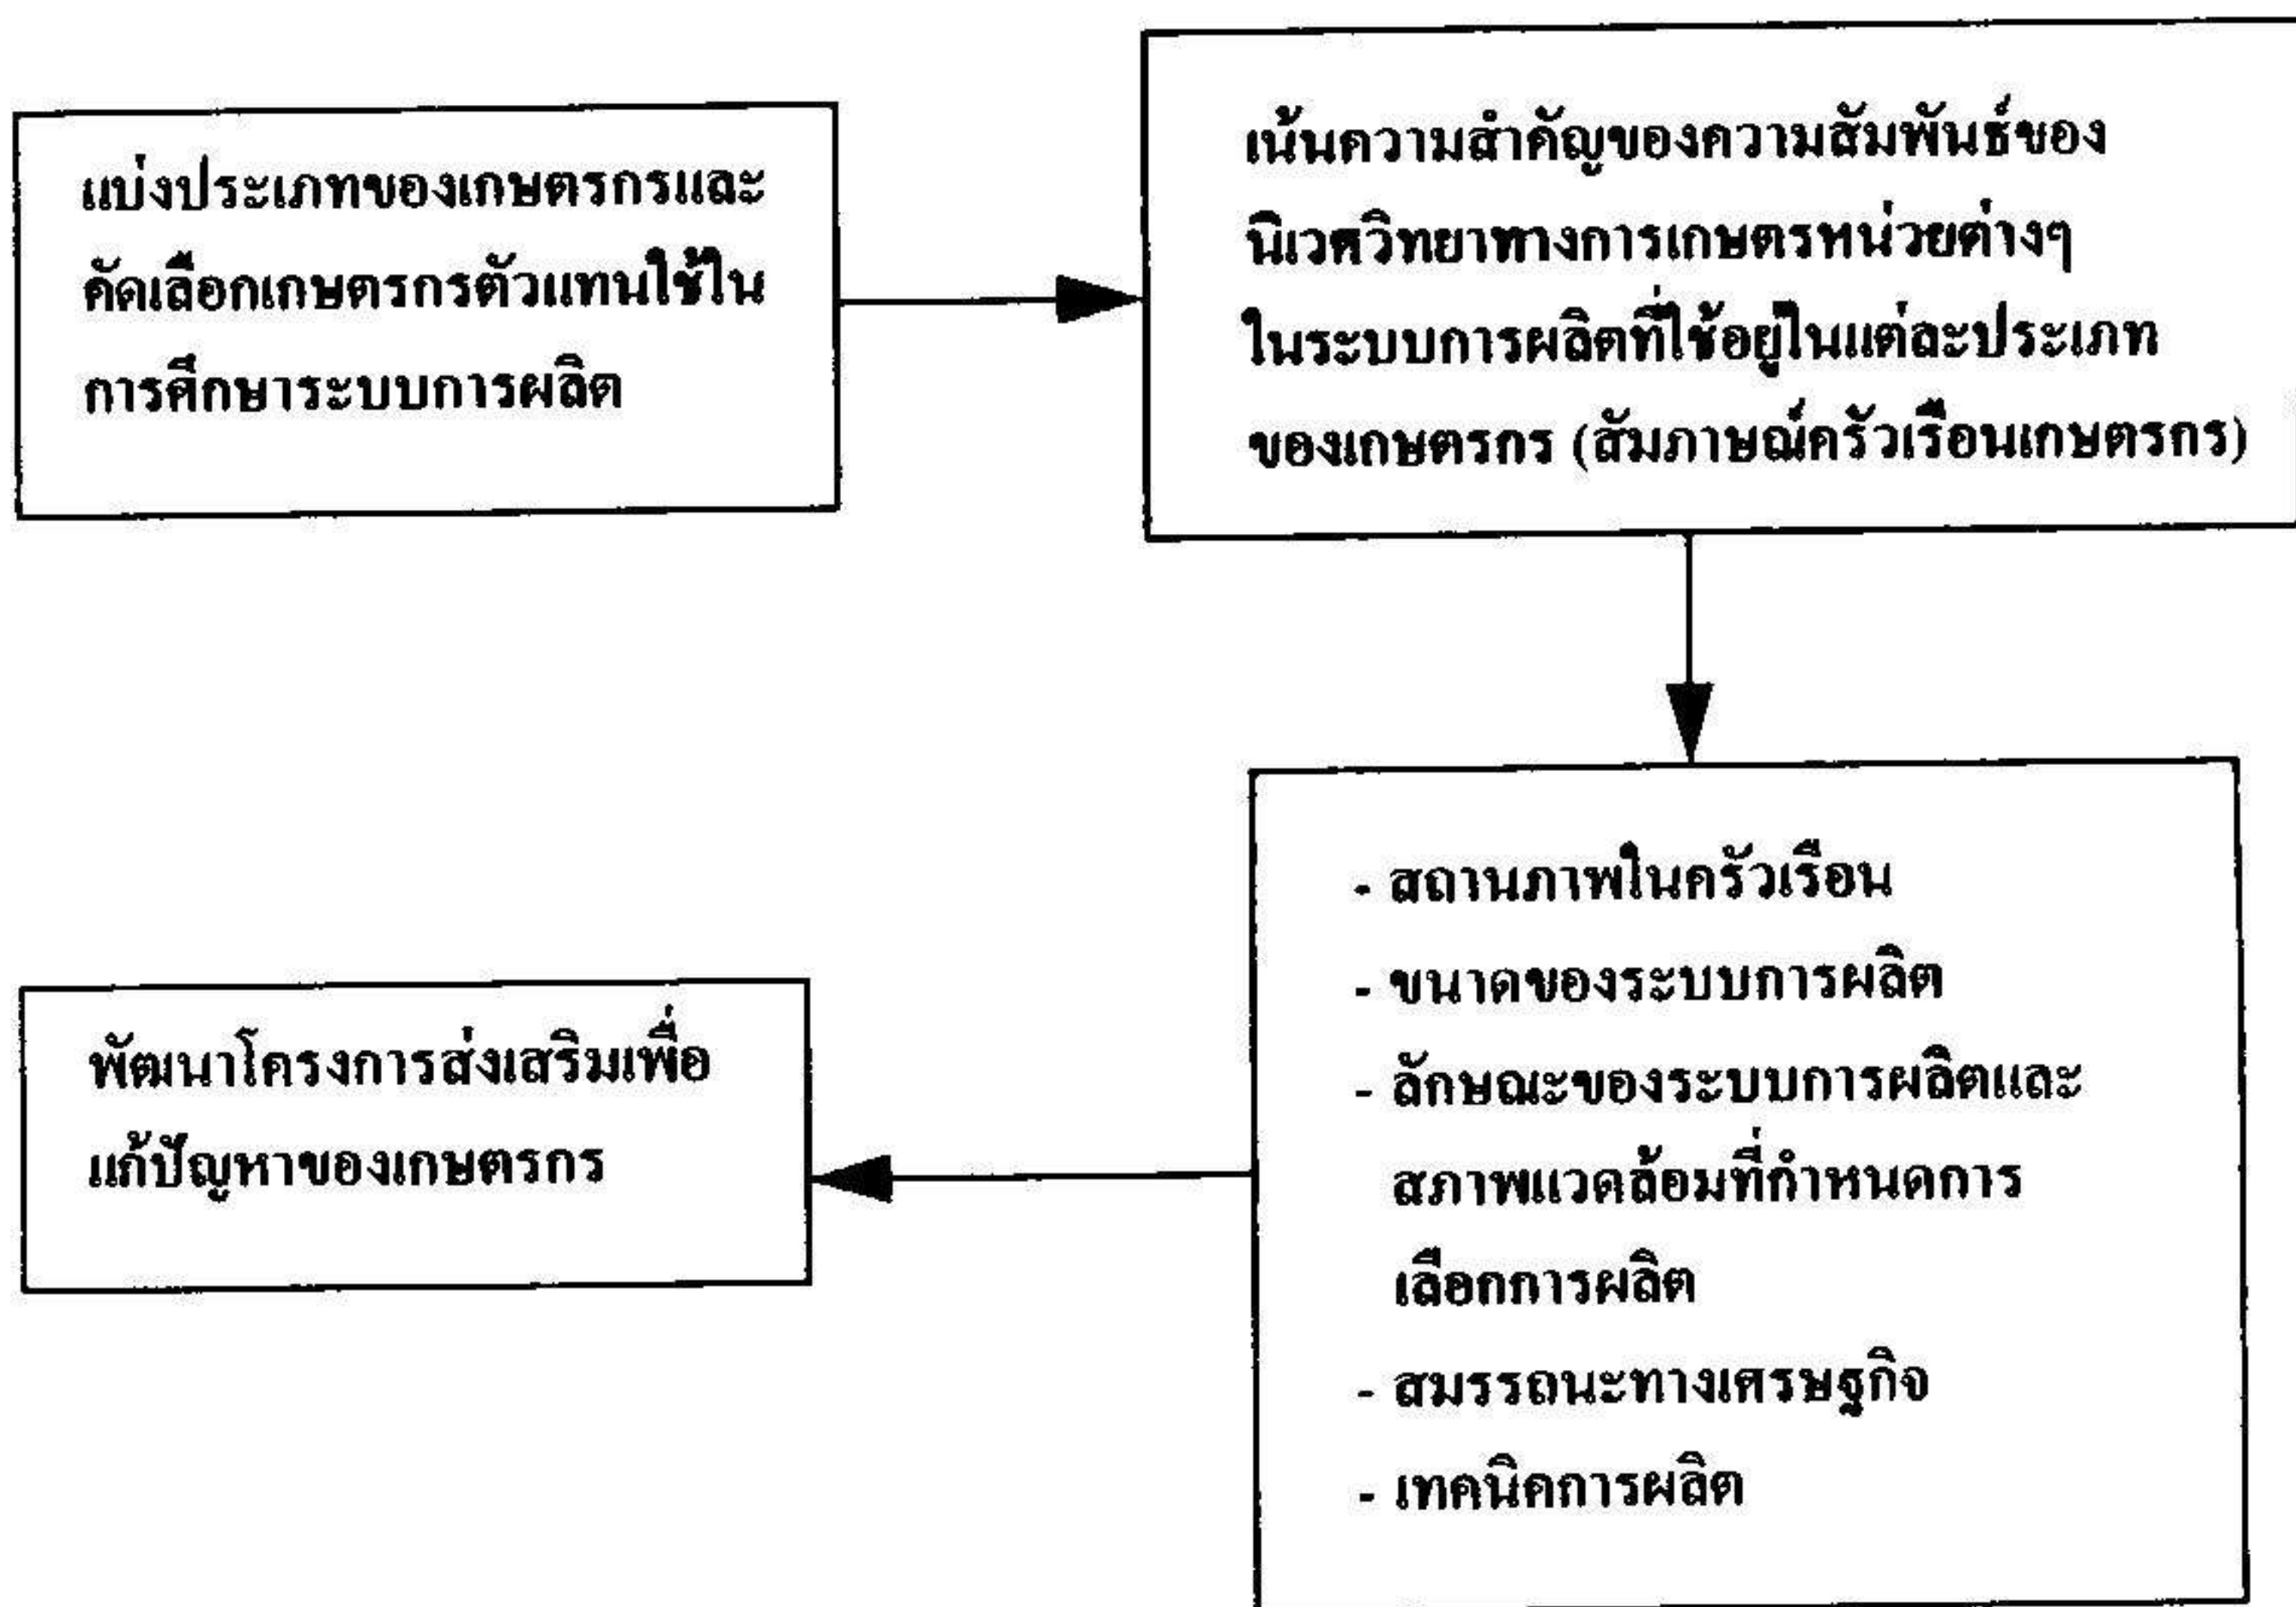 แบ่งประเภทของเกษตรกรและ
คัดเลือกเกษตรกรตัวแทนใช้ใน
การศึกษาระบบการผลิต
เน้นความสำคัญของความสัมพันธ์ของ
นิเวศวิทยาทางการเกษตรหน่วยต่างๆ
ในระบบการผลิตที่ใช้อยู่ในแต่ละประเภท
ของเกษตรกร (สัมภาษณ์ครัวเรือนเกษตรกร)
- สถานภาพในครัวเรือน
- ขนาดของระบบการผลิต
- ลักษณะของระบบการผลิตและ
สภาพแวดล้อมที่กำหนดการ
เลือกการผลิต
- สมรรถนะทางเศรษฐกิจ
- เทคนิคการผลิต
พัฒนาโครงการส่งเสริมเพื่อ
แก้ปัญหาของเกษตรกร